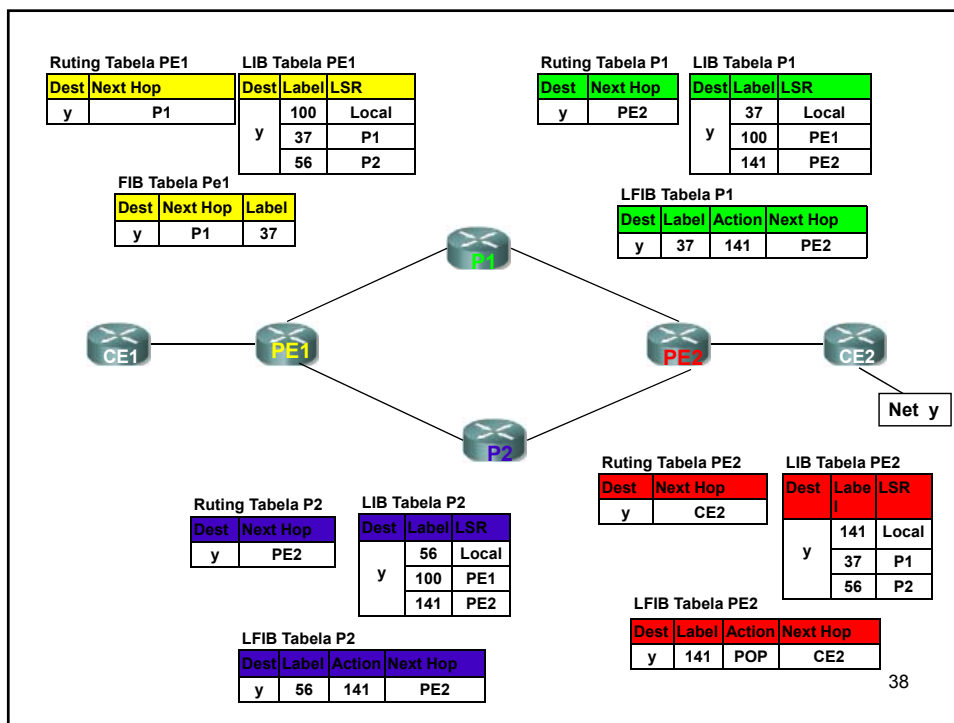 Ruting Tabela PE1
Dest Next Hop
y P1
LIB Tabela PE1
Dest Label LSR
y
100 Local
37 P1
56 P2
FIB Tabela Pe1
Dest Next Hop Label
y P1 37
Ruting Tabela P1
Dest Next Hop
y PE2
LIB Tabela P1
Dest Label LSR
y
37 Local
100 PE1
141 PE2
LFIB Tabela P1
Dest Label Action Next Hop
y 37 141 PE2
P1
CE1
PE1
PE2
CE2
Net y
P2
Ruting Tabela P2
Dest Next Hop
y PE2
LIB Tabela P2
Dest Label LSR
y
56 Local
100 PE1
141 PE2
LFIB Tabela P2
Dest Label Action Next Hop
y 56 141 PE2
Ruting Tabela PE2
Dest Next Hop
y CE2
LIB Tabela PE2
Dest Labe LSR
l
y
141 Local
37 P1
56 P2
LFIB Tabela PE2
Dest Label Action Next Hop
y 141 POP CE2
38